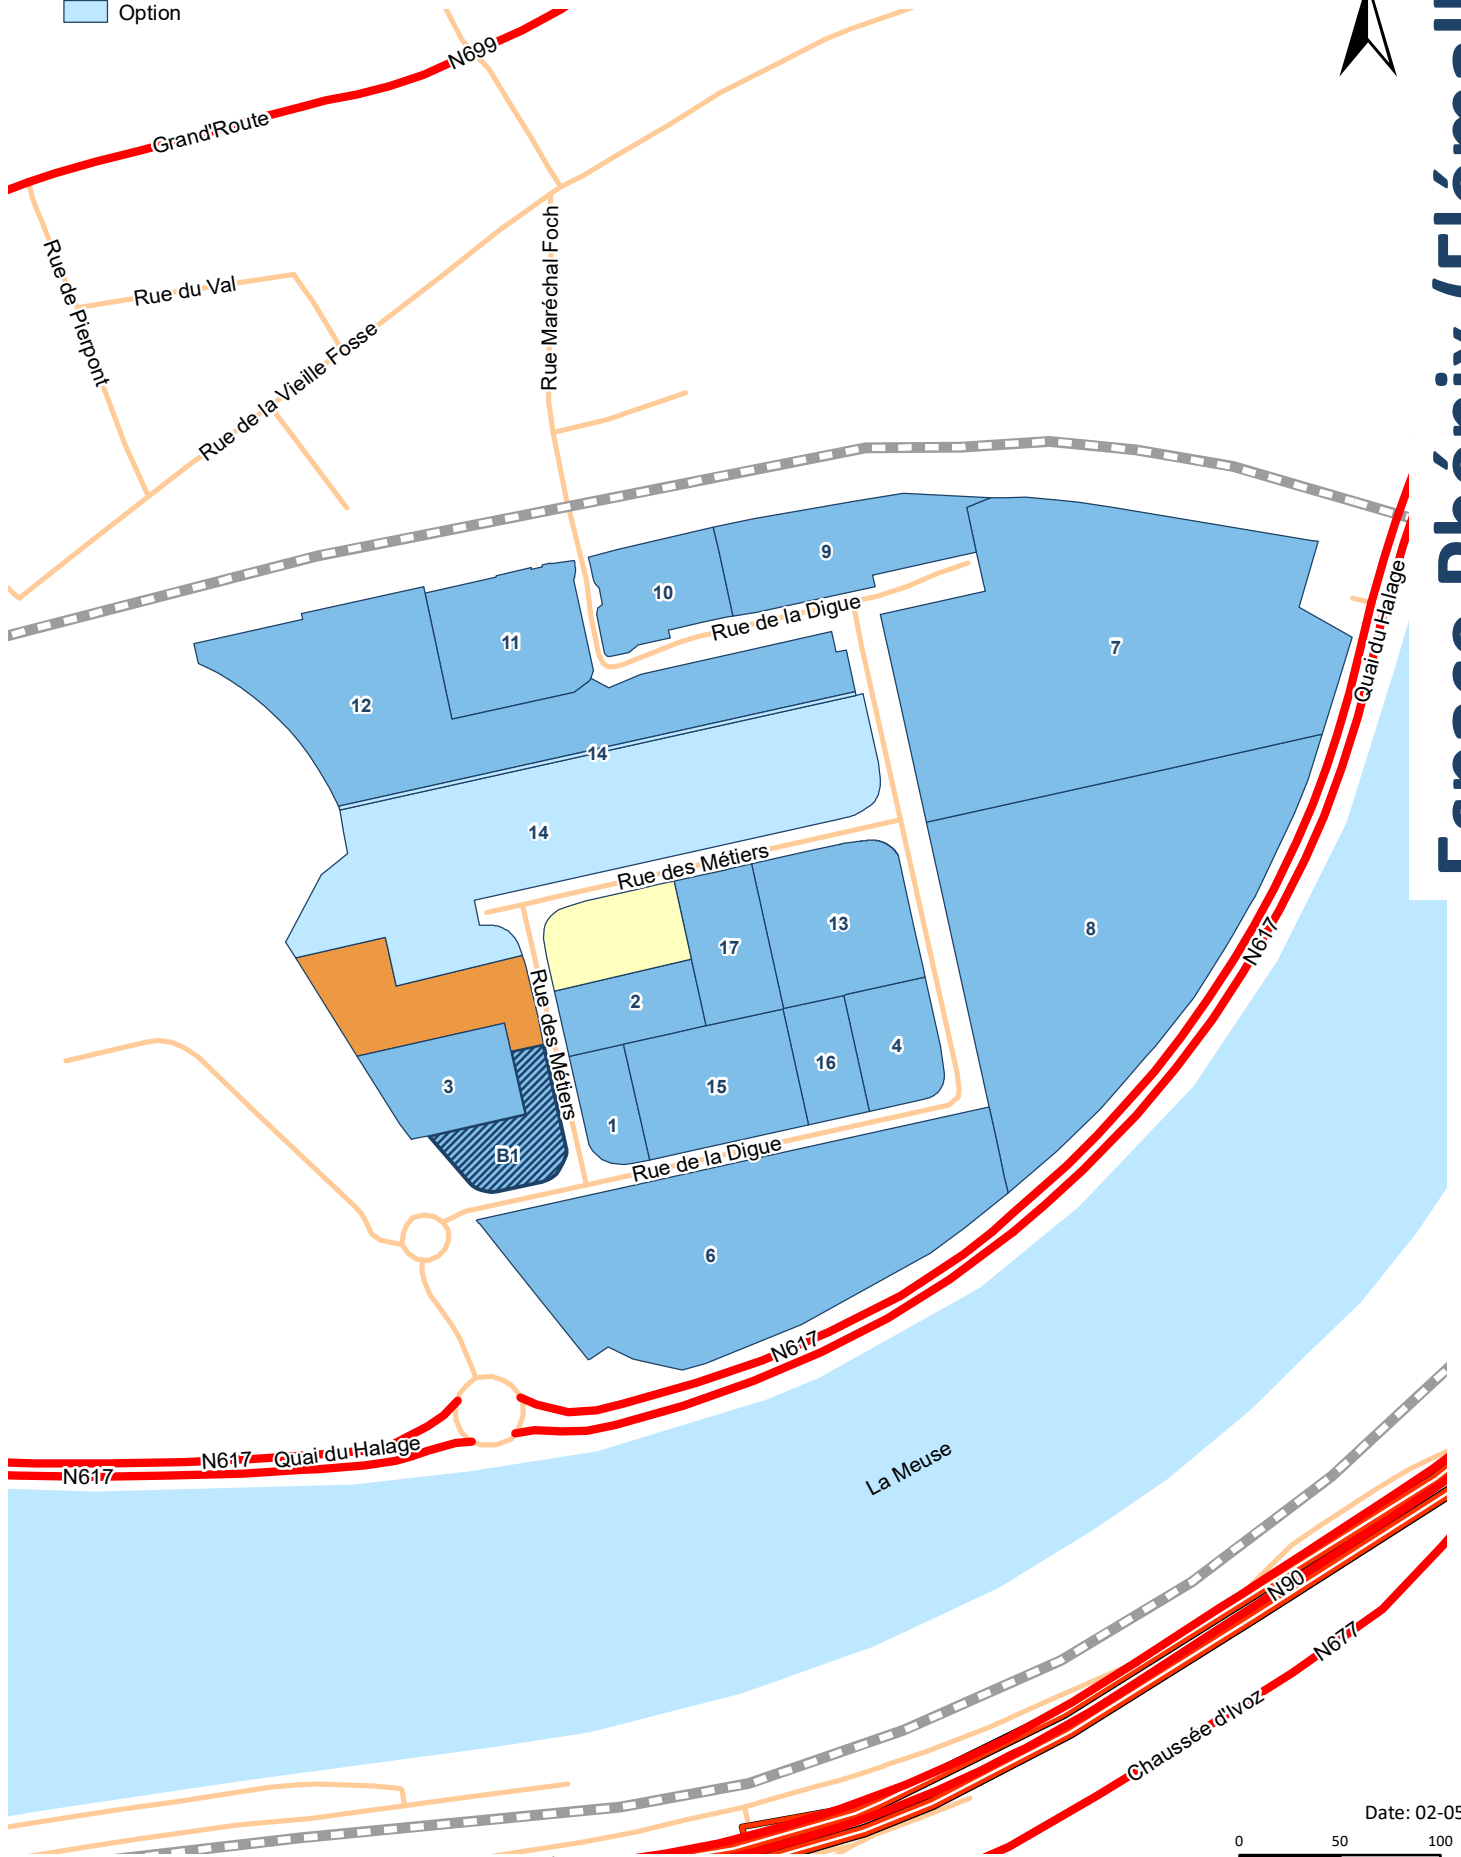 Option
N699
Grand'Route
Rue de Pierpont
Rue du Val
Rue Maréchal Foch
Rue de la Vieille Fosse
9
10
Rue de la Digue
11
7
Quai du Halage
12
14
14
Rue des Métiers
13
8
17
N617
2
Rue des Métiers
3
15
16
4
1
B1
Rue de la Digue
6
N617
N617
Quai du Halage
N617
La Meuse
N90
N677
Chaussée d'Ivoz
Date: 02-05
0 50 100